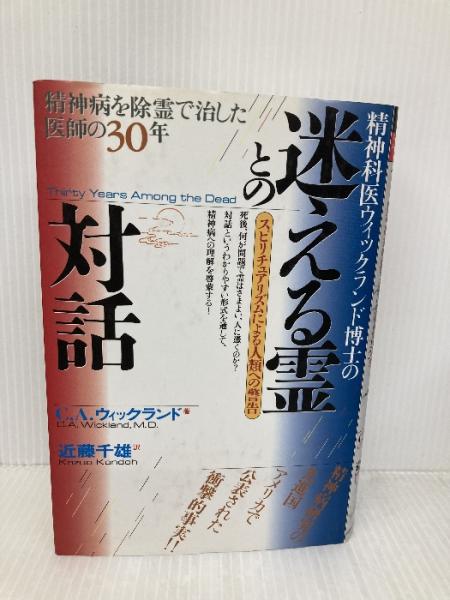 精神科医ウィックランド博士の
迷える霊
との
対話
精神病を除霊で治した
医師の30年
Thirty Years Among the Dead
スピリチュアリズムによる人類への警告
死後、何が問題で霊はさまよい、人に憑くのか？
対話というわかりやすい形式を通して、
精神病への理解を啓蒙する！
C.A.ウィックランド 著
C.A. Wickland, M.D.
近藤千雄 訳
Kazuo Kondoh
アメリカで
公表された
衝撃的事実!!